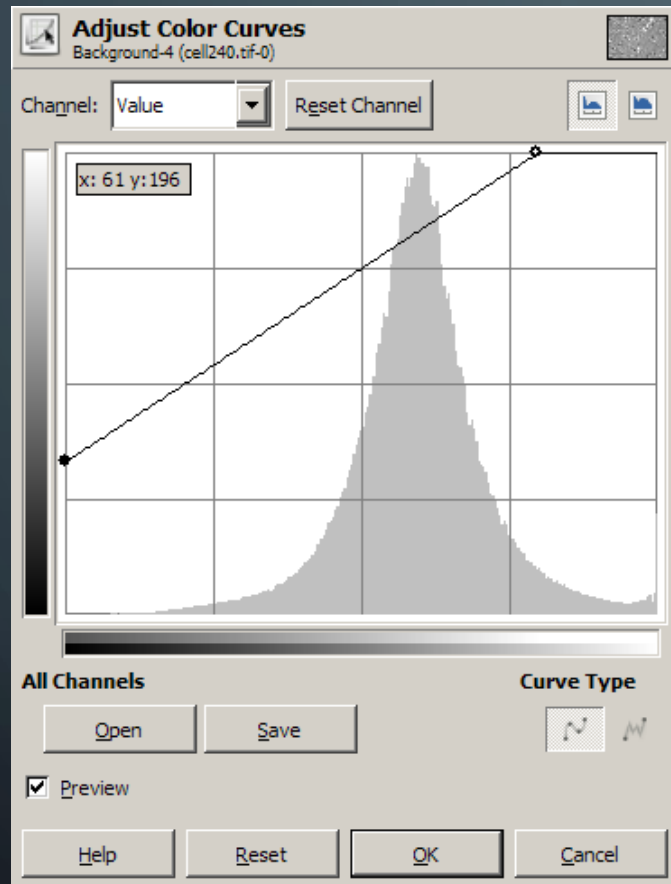 Adjust Color Curves
Background-4 (cell240.tif-0)
Channel: Value Reset Channel
x: 61 y:196
All Channels Curve Type
Open Save
Preview
Help Reset OK Cancel